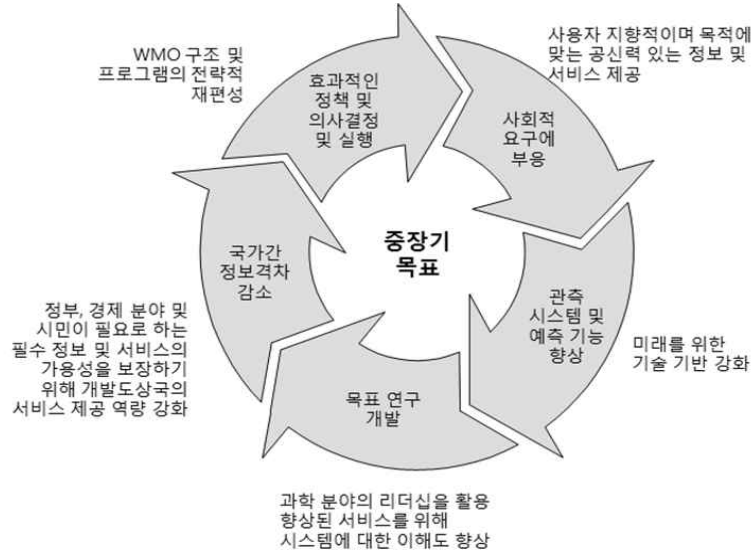 WMO 구조 및
프로그램의 전략적
재편성
효과적인
정책 및
의사결정
및 실행
사용자 지향적이며 목적에
맞는 공신력 있는 정보 및
서비스 제공
사회적
요구에
부응
중장기
목표
국가간
정보격차
감소
관측
시스템 및
예측 기능
향상
정부, 경제 분야 및
시민이 필요로 하는
필수 정보 및 서비스의
가용성을 보장하기
위해 개발도상국의
서비스 제공 역량 강화
미래를 위한
기술 기반 강화
목표 연구
개발
과학 분야의 리더십을 활용
향상된 서비스를 위해
시스템에 대한 이해도 향상